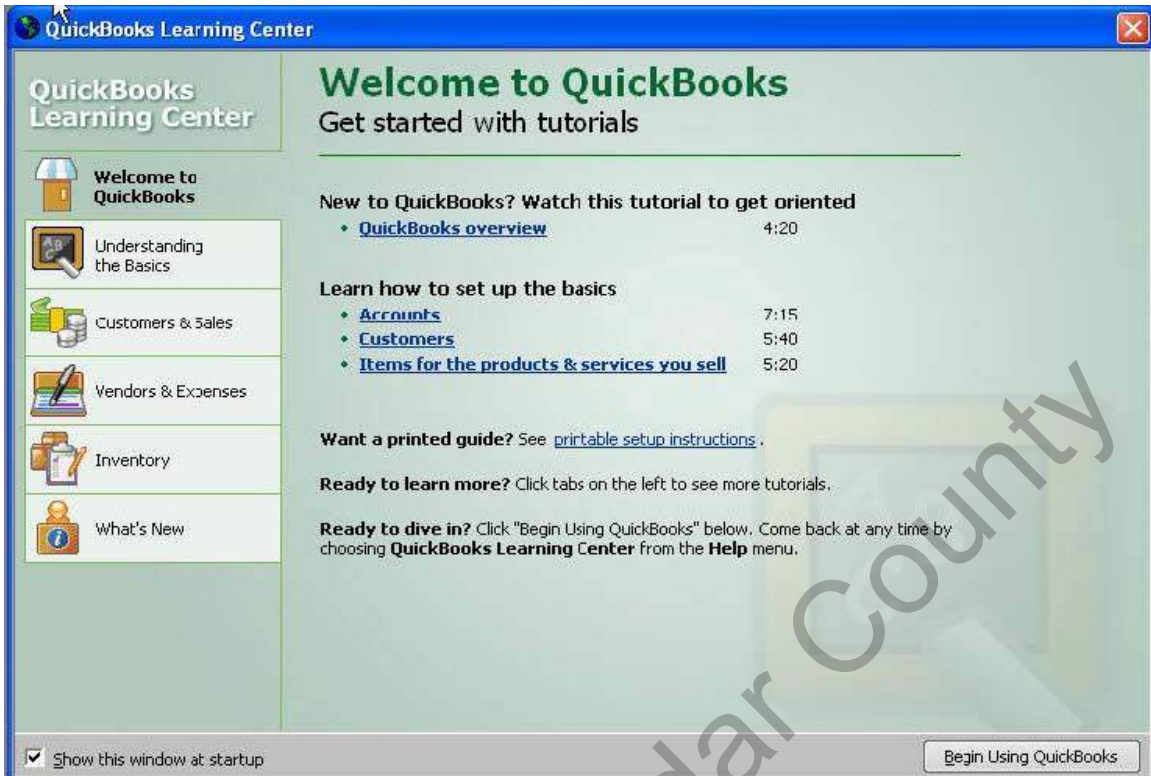 QuickBooks Learning Center
QuickBooks
Learning Center
Welcome to
QuickBooks
Understanding
the Basics
Customers & Sales
Vendors & Expenses
Inventory
What's New
Welcome to QuickBooks
Get started with tutorials
New to QuickBooks? Watch this tutorial to get oriented
• QuickBooks overview 4:20
Learn how to set up the basics
• Accounts 7:15
• Customers 5:40
• Items for the products & services you sell 5:20
Want a printed guide? See printable setup instructions.
Ready to learn more? Click tabs on the left to see more tutorials.
Ready to dive in? Click "Begin Using QuickBooks" below. Come back at any time by
choosing QuickBooks Learning Center from the Help menu.
Show this window at startup
Begin Using QuickBooks
dar County